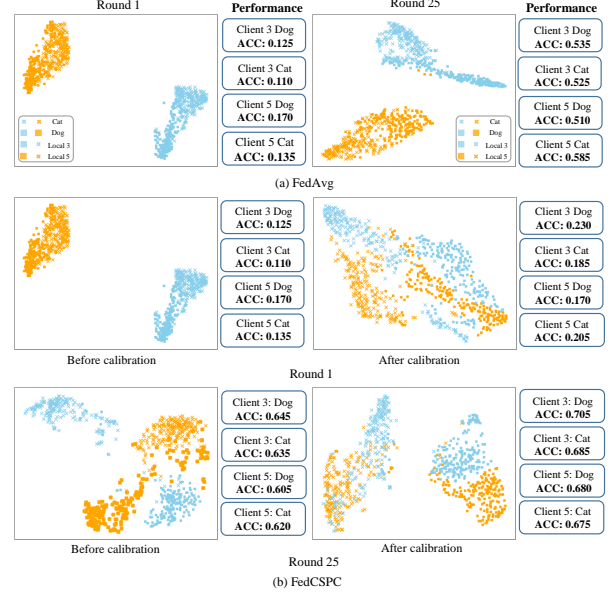 Round 1
Performance
Round 25
Performance
Client 3 Dog
ACC: 0.125
Client 3 Cat
ACC: 0.110
Client 5 Dog
ACC: 0.170
Client 5 Cat
ACC: 0.135
Cat
Dog
Local 3
Local 5
Client 3 Dog
ACC: 0.535
Client 3 Cat
ACC: 0.525
Client 5 Dog
ACC: 0.510
Client 5 Cat
ACC: 0.585
Cat
Dog
Local 3
Local 5
(a) FedAvg
Client 3 Dog
ACC: 0.125
Client 3 Cat
ACC: 0.110
Client 5 Dog
ACC: 0.170
Client 5 Cat
ACC: 0.135
Client 3 Dog
ACC: 0.230
Client 3 Cat
ACC: 0.185
Client 5 Dog
ACC: 0.170
Client 5 Cat
ACC: 0.205
Before calibration
After calibration
Round 1
Client 3: Dog
ACC: 0.645
Client 3: Cat
ACC: 0.635
Client 5: Dog
ACC: 0.605
Client 5: Cat
ACC: 0.620
Client 3: Dog
ACC: 0.705
Client 3: Cat
ACC: 0.685
Client 5: Dog
ACC: 0.680
Client 5: Cat
ACC: 0.675
Before calibration
After calibration
Round 25
(b) FedCSPC